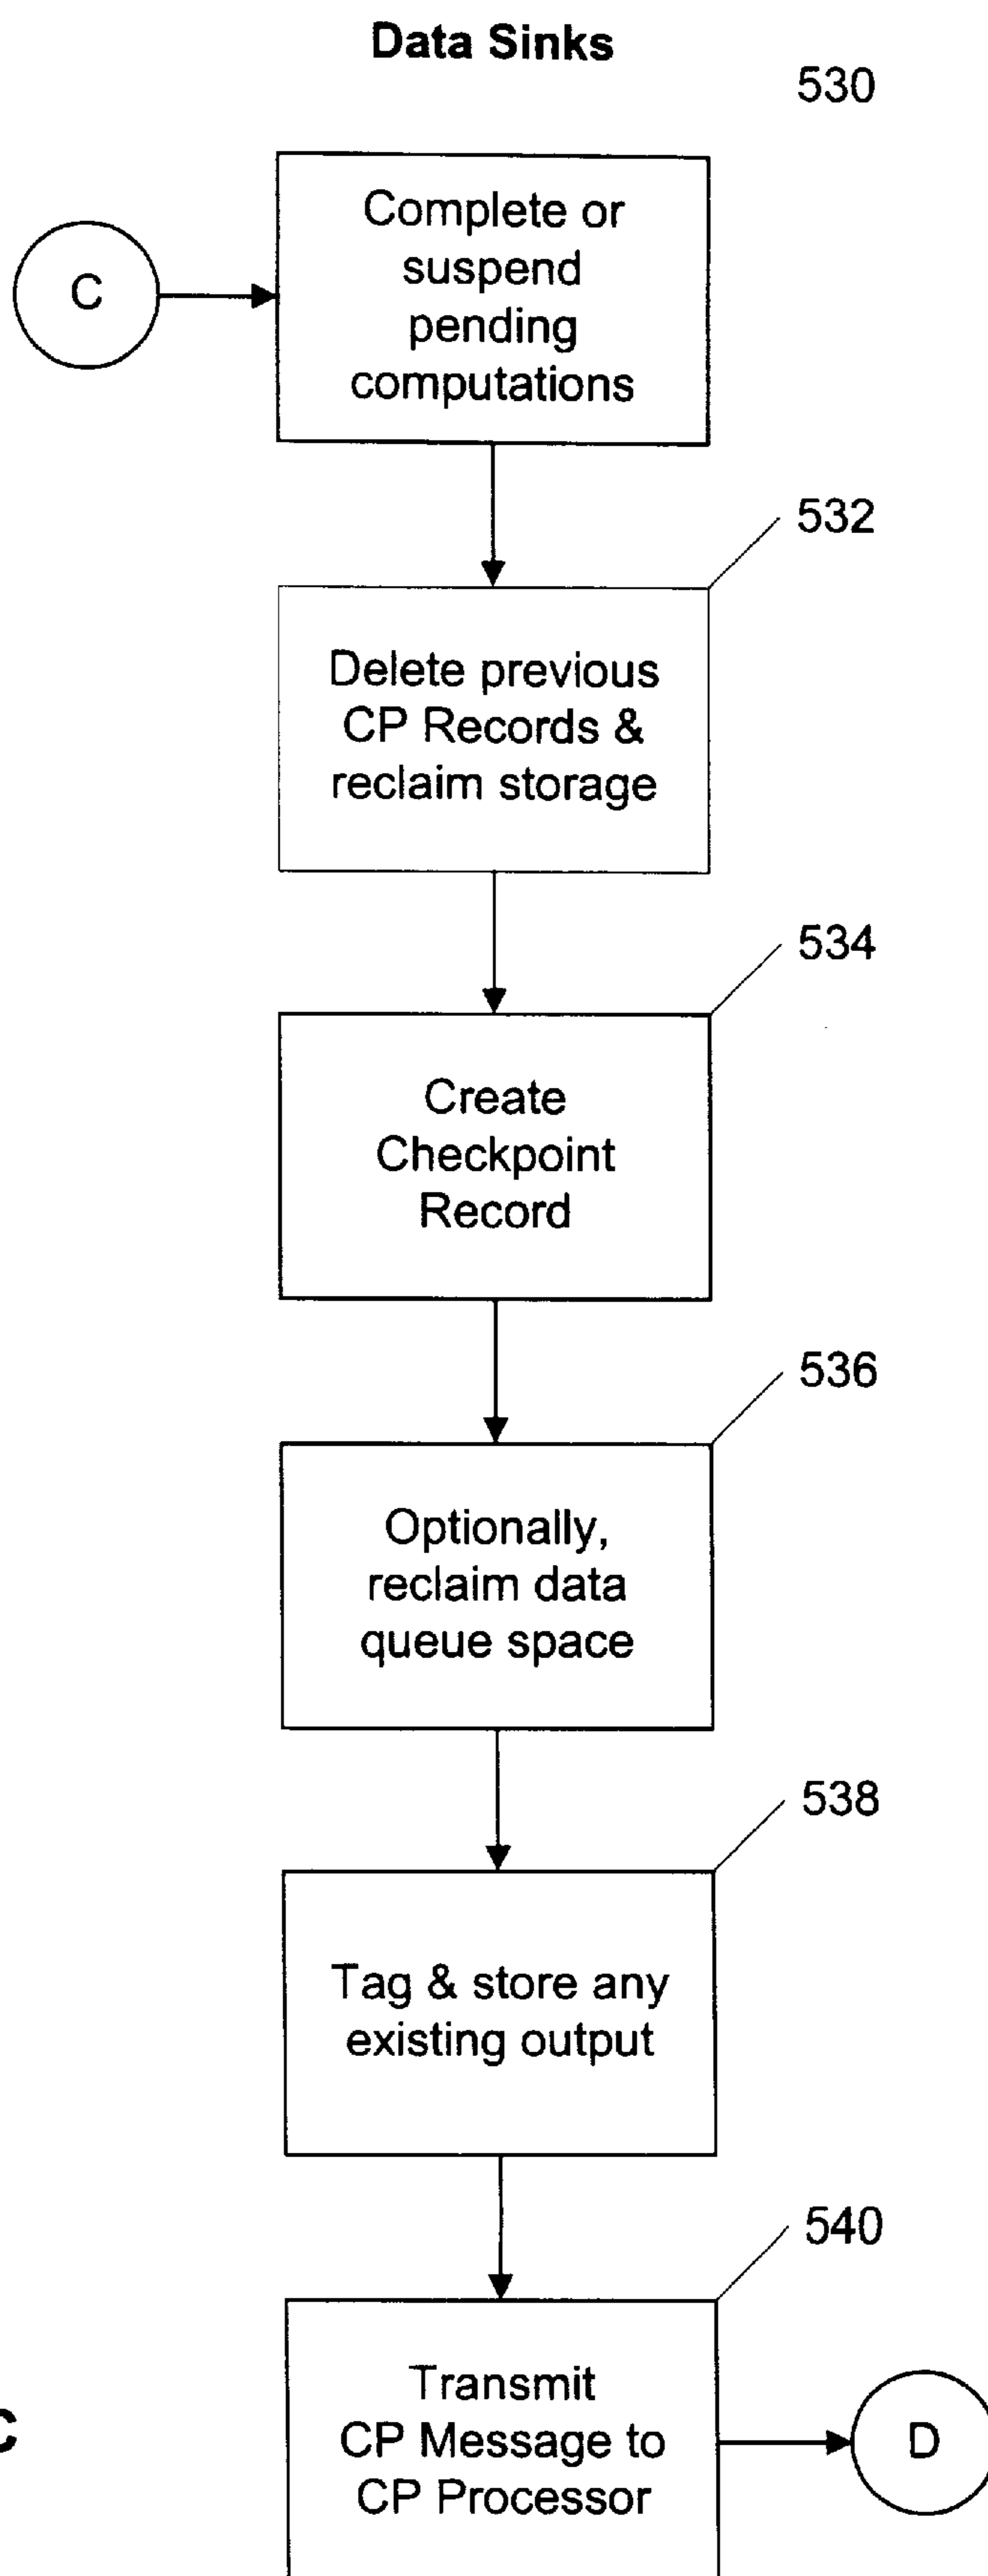 Data Sinks
530
Complete or
suspend
pending
computations
C
532
Delete previous
CP Records &
reclaim storage
534
Create
Checkpoint
Record
536
Optionally,
reclaim data
queue space
538
Tag & store any
existing output
540
Transmit
CP Message to
CP Processor
D
C